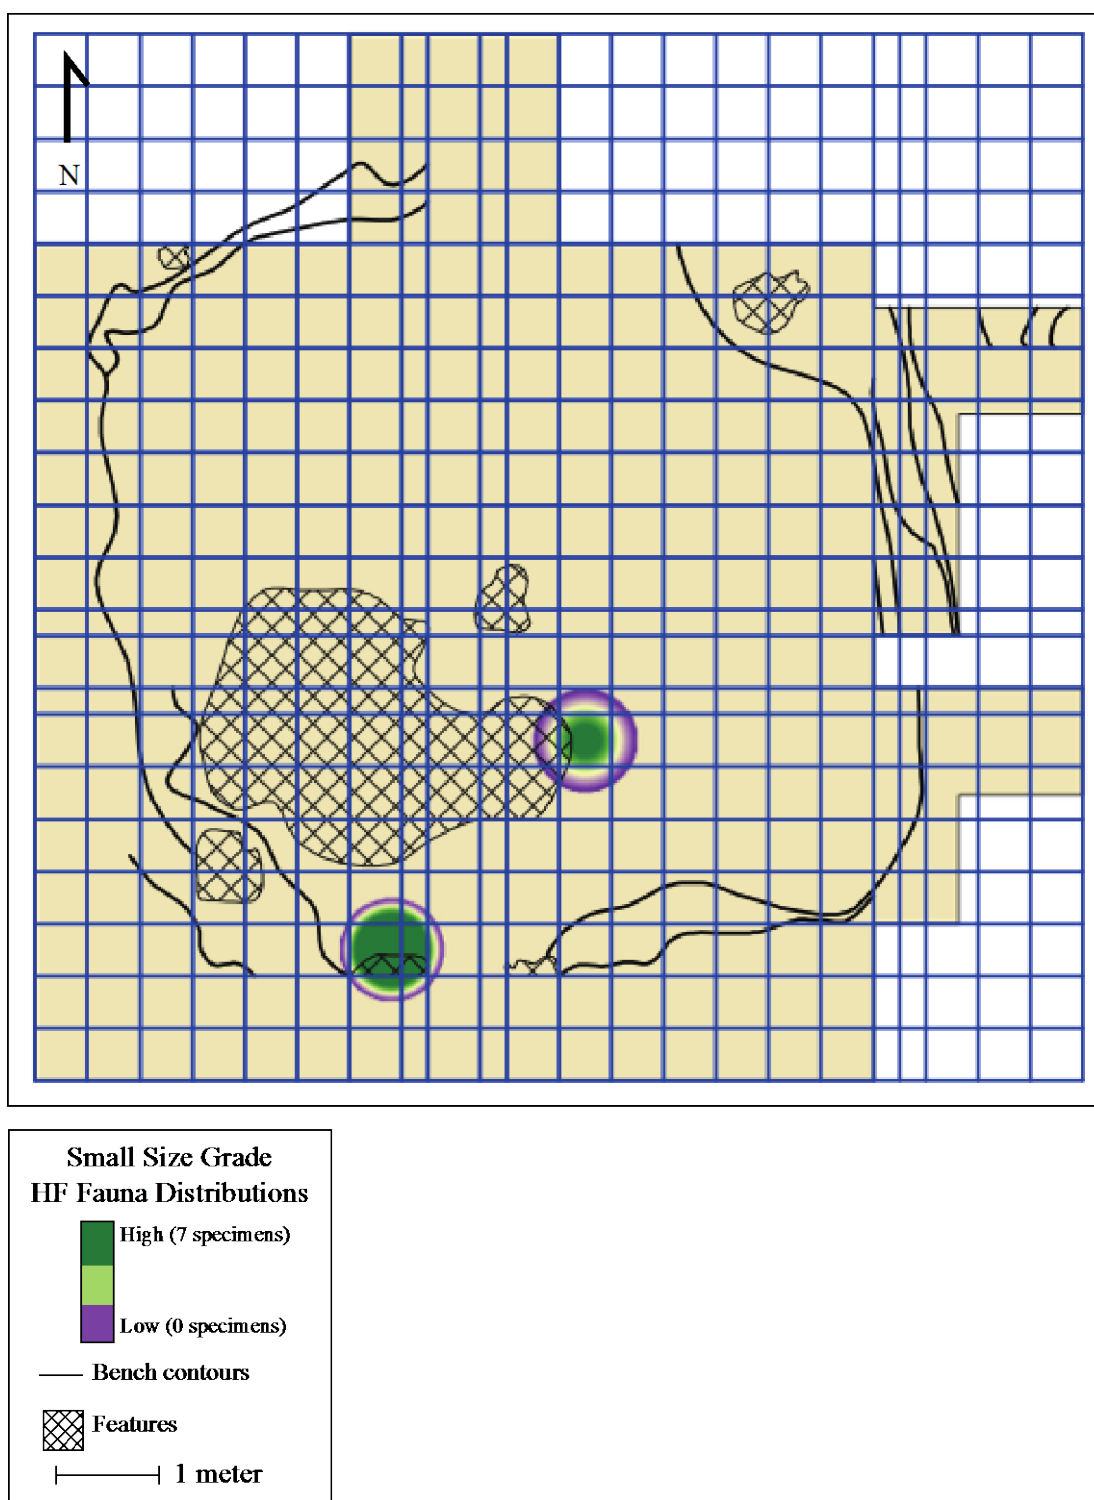 N
Small Size Grade
HF Fauna Distributions
High (7 specimens)
Low (0 specimens)
Bench contours
Features
1 meter